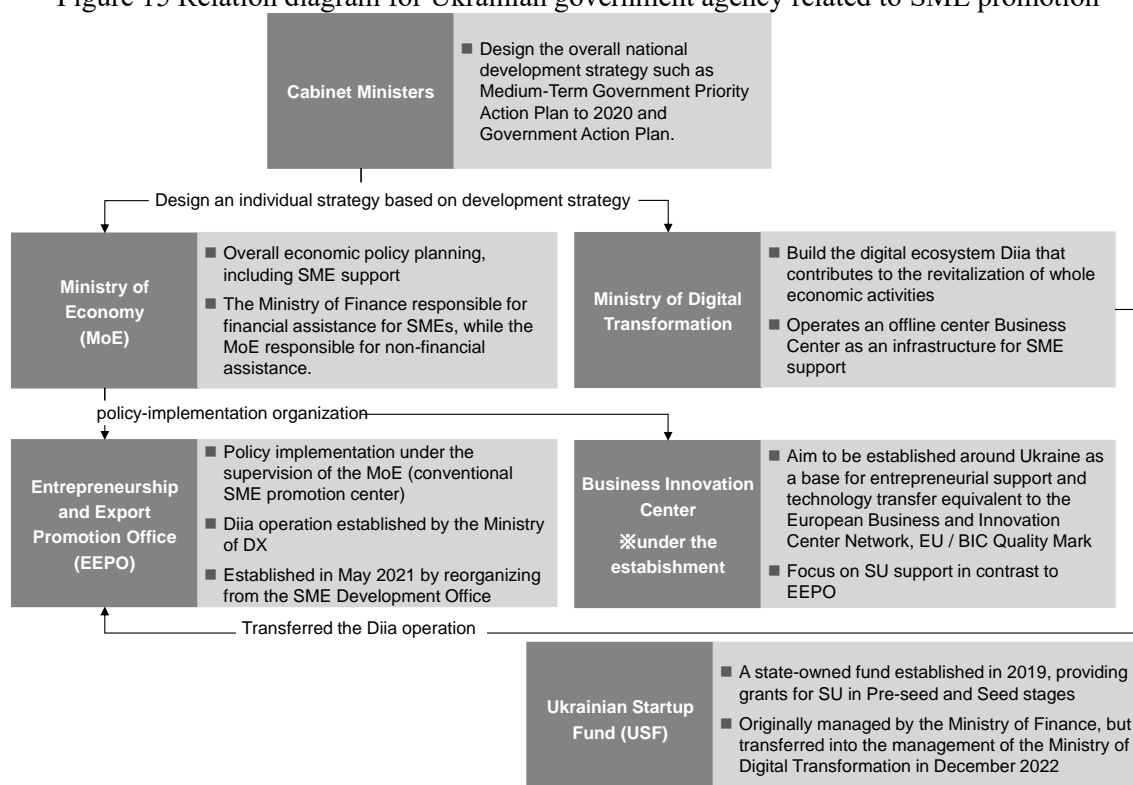 Figure 15 Relation diagram for Ukrainian government agency related to SME promotion
Cabinet Ministers
■ Design the overall national
development strategy such as
Medium-Term Government Priority
Action Plan to 2020 and
Government Action Plan.
Design an individual strategy based on development strategy
Ministry of
Economy
(MoE)
■ Overall economic policy planning,
including SME support
■ The Ministry of Finance responsible for
financial assistance for SMEs, while the
MoE responsible for non-financial
assistance.
Ministry of Digital
Transformation
■ Build the digital ecosystem Diia that
contributes to the revitalization of whole
economic activities
■ Operates an offline center Business
Center as an infrastructure for SME
support
policy-implementation organization
Entrepreneurship
and Export
Promotion Office
(EEPO)
■ Policy implementation under the
supervision of the MoE (conventional
SME promotion center)
■ Diia operation established by the Ministry
of DX
■ Established in May 2021 by reorganizing
from the SME Development Office
Business Innovation
Center
※under the
estabishment
■ Aim to be established around Ukraine as
a base for entrepreneurial support and
technology transfer equivalent to the
European Business and Innovation
Center Network, EU / BIC Quality Mark
■ Focus on SU support in contrast to
EEPO
Transferred the Diia operation
Ukrainian Startup
Fund (USF)
■ A state-owned fund established in 2019, providing
grants for SU in Pre-seed and Seed stages
■ Originally managed by the Ministry of Finance, but
transferred into the management of the Ministry of
Digital Transformation in December 2022